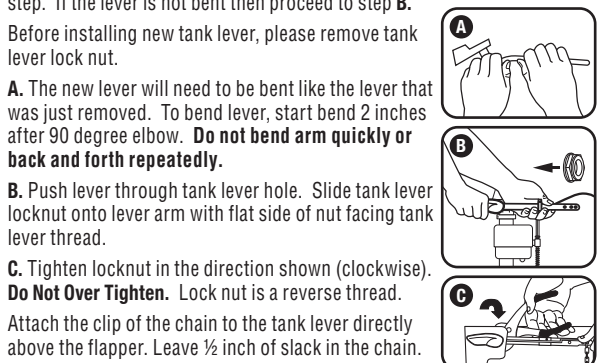 step. If the lever is not bent then proceed to step B.
Before installing new tank lever, please remove tank
lever lock nut.
A. The new lever will need to be bent like the lever that
was just removed. To bend lever, start bend 2 inches
after 90 degree elbow. Do not bend arm quickly or
back and forth repeatedly.
B. Push lever through tank lever hole. Slide tank lever
locknut onto lever arm with flat side of nut facing tank
lever thread.
C. Tighten locknut in the direction shown (clockwise).
Do Not Over Tighten. Lock nut is a reverse thread.
Attach the clip of the chain to the tank lever directly
above the flapper. Leave ½ inch of slack in the chain.
A
B
C